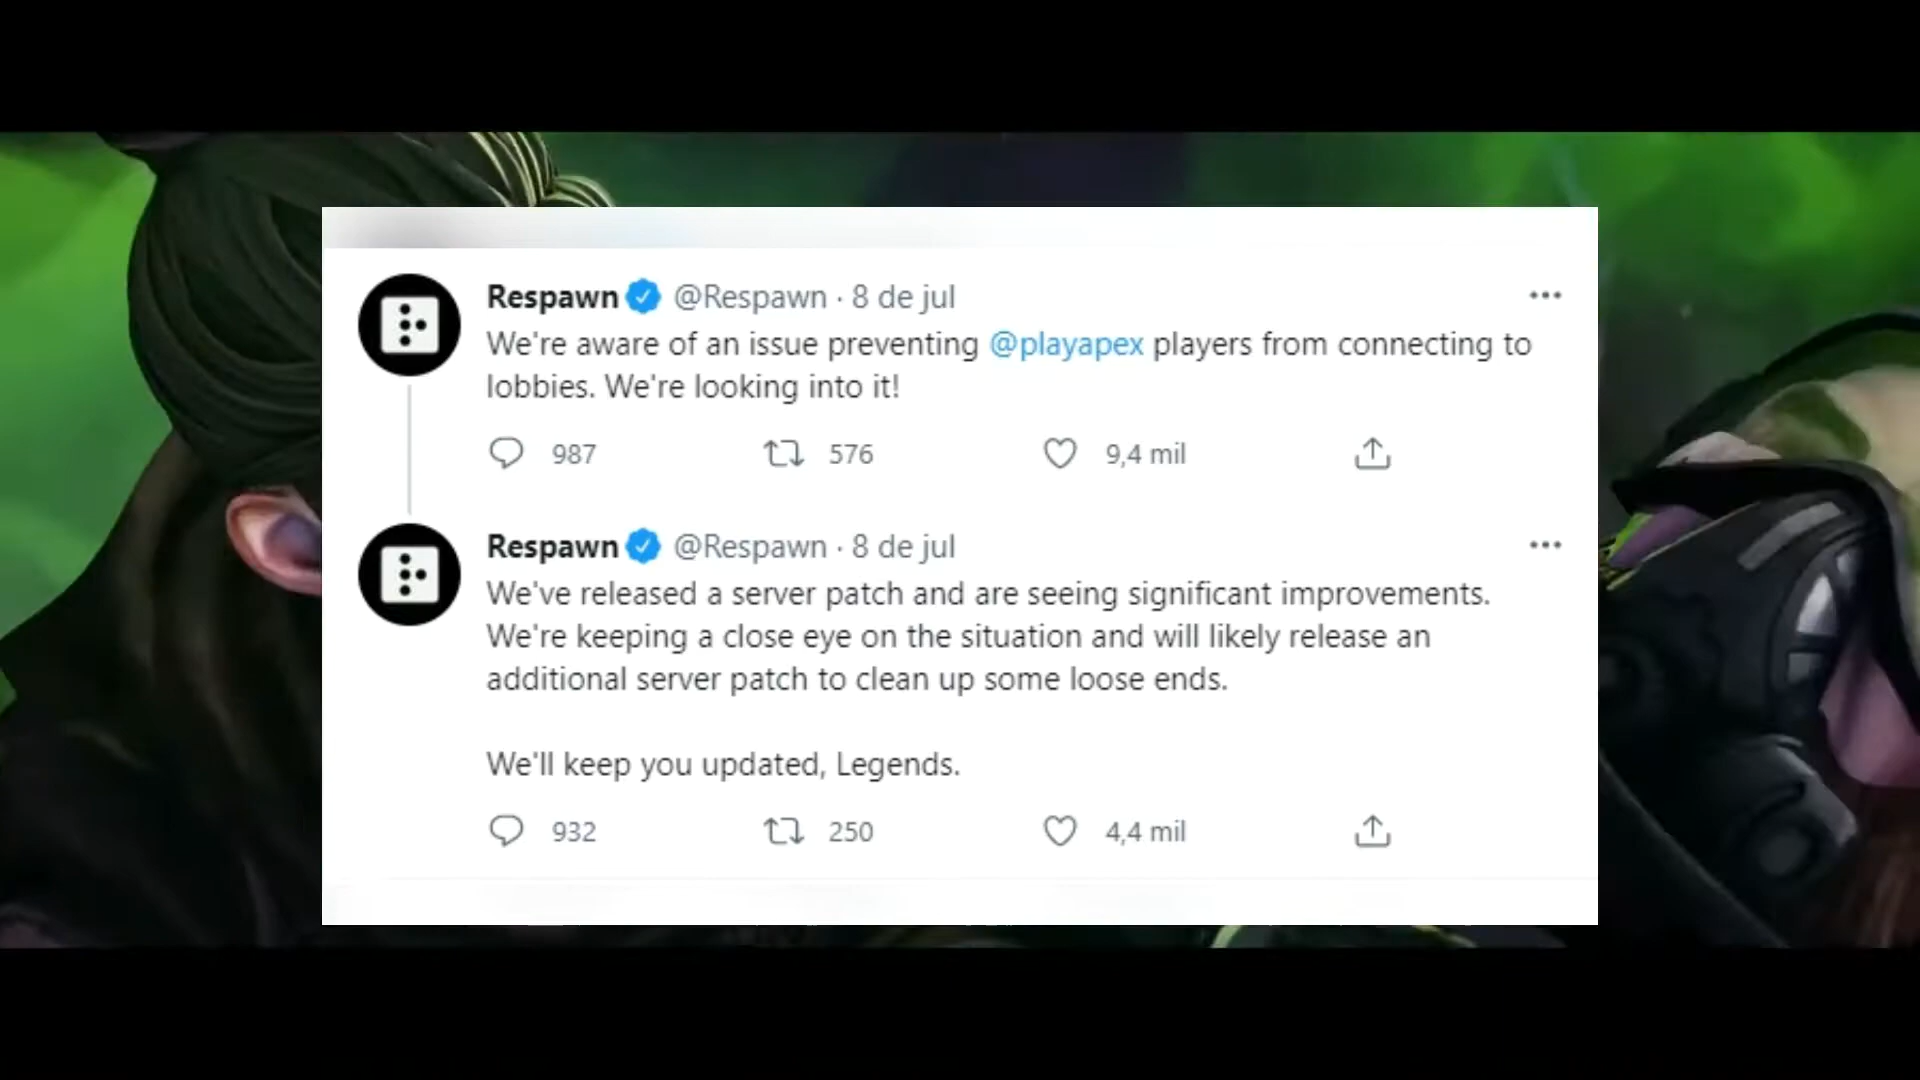 Respawn @Respawn · 8 de jul
We're aware of an issue preventing @playapex players from connecting to
lobbies. We're looking into it!
987 576 9,4 mil
Respawn @Respawn · 8 de jul
We've released a server patch and are seeing significant improvements.
We're keeping a close eye on the situation and will likely release an
additional server patch to clean up some loose ends.
We'll keep you updated, Legends.
932 250 4,4 mil